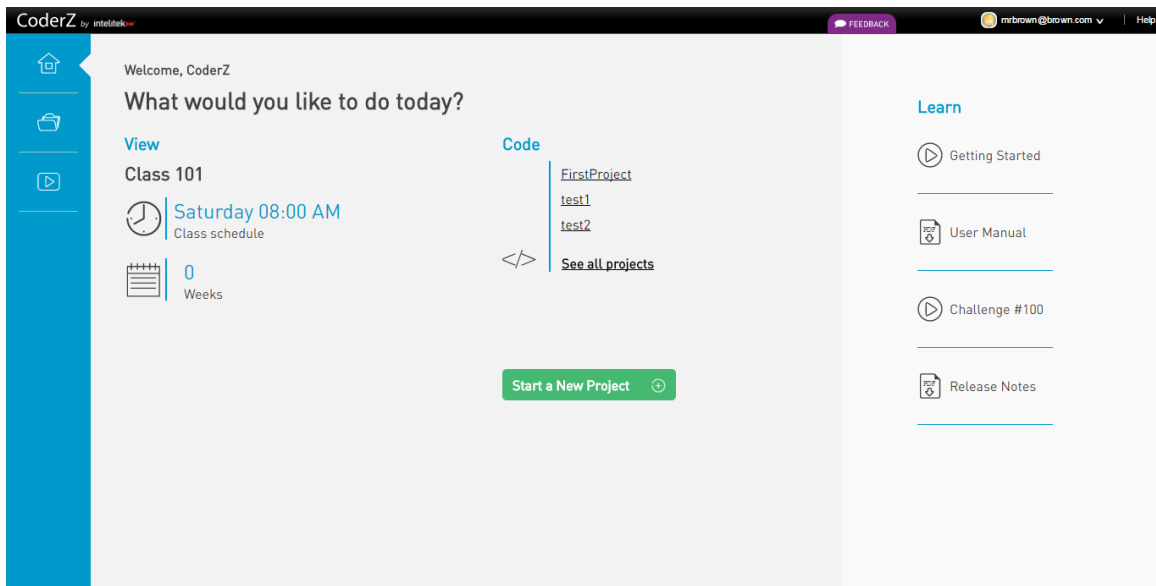 CoderZ by intelitek
FEEDBACK
mrbrown@brown.com
Help
Welcome, CoderZ
What would you like to do today?
View
Class 101
Saturday 08:00 AM
Class schedule
0
Weeks
Code
FirstProject
test1
test2
</>
See all projects
Start a New Project
Learn
Getting Started
PDF
User Manual
Challenge #100
PDF
Release Notes